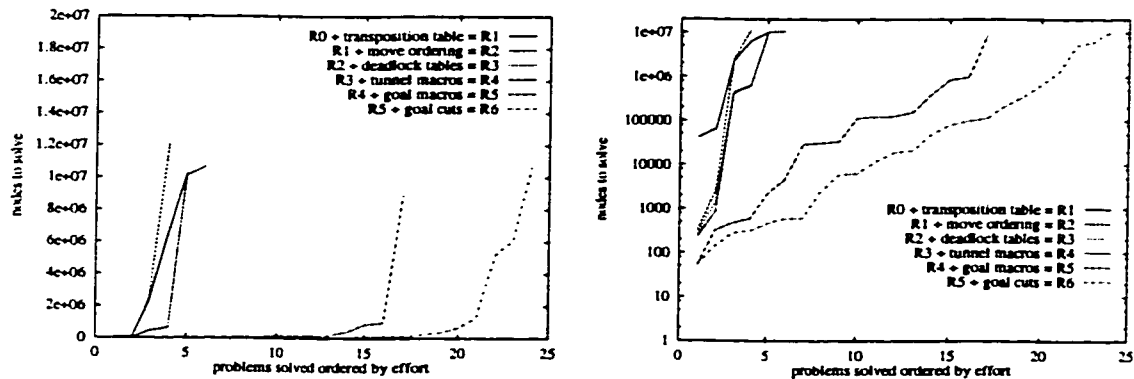 2e+07
1.8e+07
1.6e+07
1.4e+07
1.2e+07
1e+07
8e+06
6e+06
4e+06
2e+06
0
nodes to solve
R0 + transposition table = R1
R1 + move ordering = R2
R2 + deadlock tables = R3
R3 + tunnel macros = R4
R4 + goal macros = R5
R5 + goal cuts = R6
0 5 10 15 20 25
problems solved ordered by effort
1e+07
1e+06
100000
10000
1000
100
10
1
nodes to solve
R0 + transposition table = R1
R1 + move ordering = R2
R2 + deadlock tables = R3
R3 + tunnel macros = R4
R4 + goal macros = R5
R5 + goal cuts = R6
0 5 10 15 20 25
problems solved ordered by effort